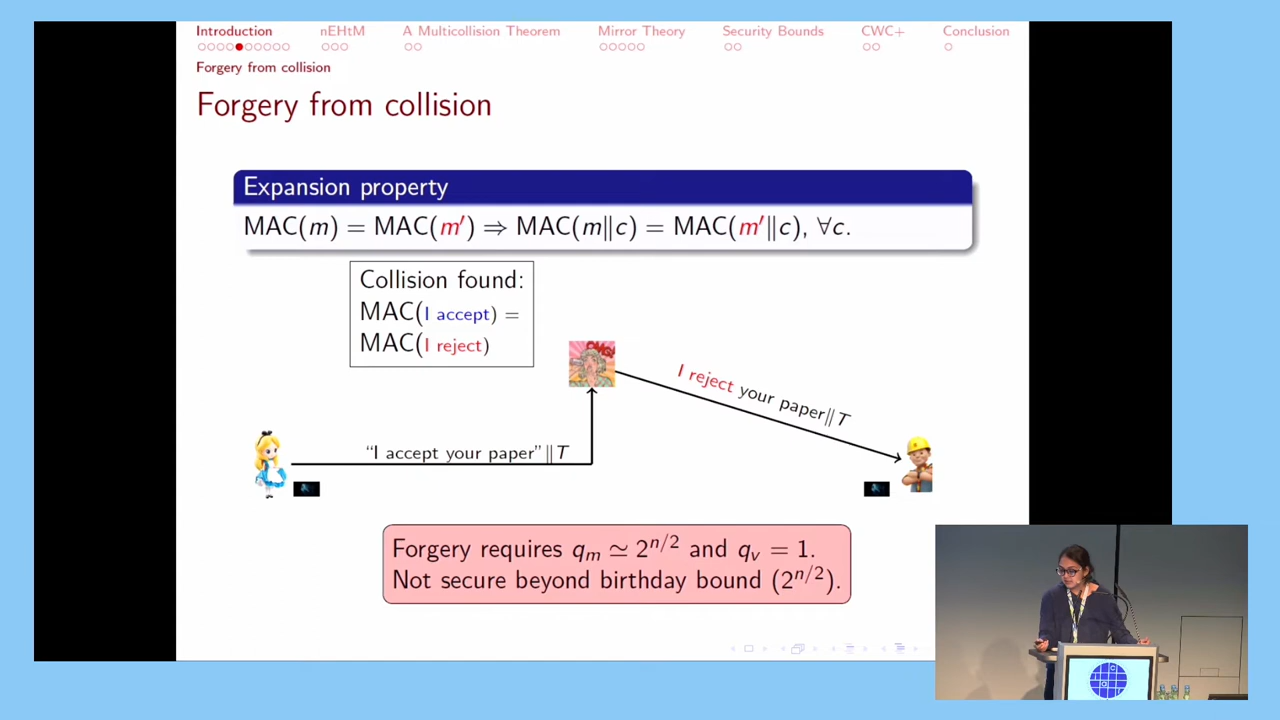 Introduction nEHtM A Multicollision Theorem Mirror Theory Security Bounds CWC+ Conclusion
Forgery from collision
Forgery from collision
Expansion property
MAC(m) = MAC(m′) ⇒ MAC(m‖c) = MAC(m′‖c), ∀c.
Collision found:
MAC(I accept) =
MAC(I reject)
I reject your paper‖T
“I accept your paper”‖T
Forgery requires qₘ ≃ 2^{n/2} and qᵥ = 1.
Not secure beyond birthday bound (2^{n/2}).